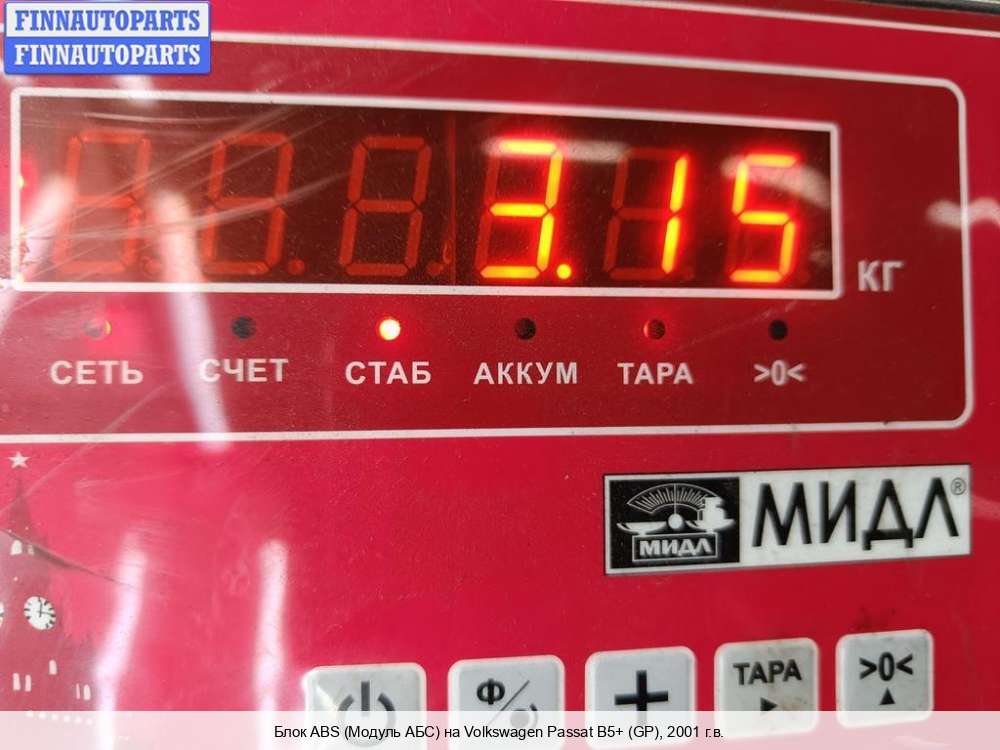 FINNAUTOPARTS
FINNAUTOPARTS
3.15
КГ
СЕТЬ СЧЕТ СТАБ АККУМ ТАРА >0<
МИДЛ МИДЛ®
Ф/
+
ТАРА >0<
Блок ABS (Модуль АБС) на Volkswagen Passat B5+ (GP), 2001 г.в.